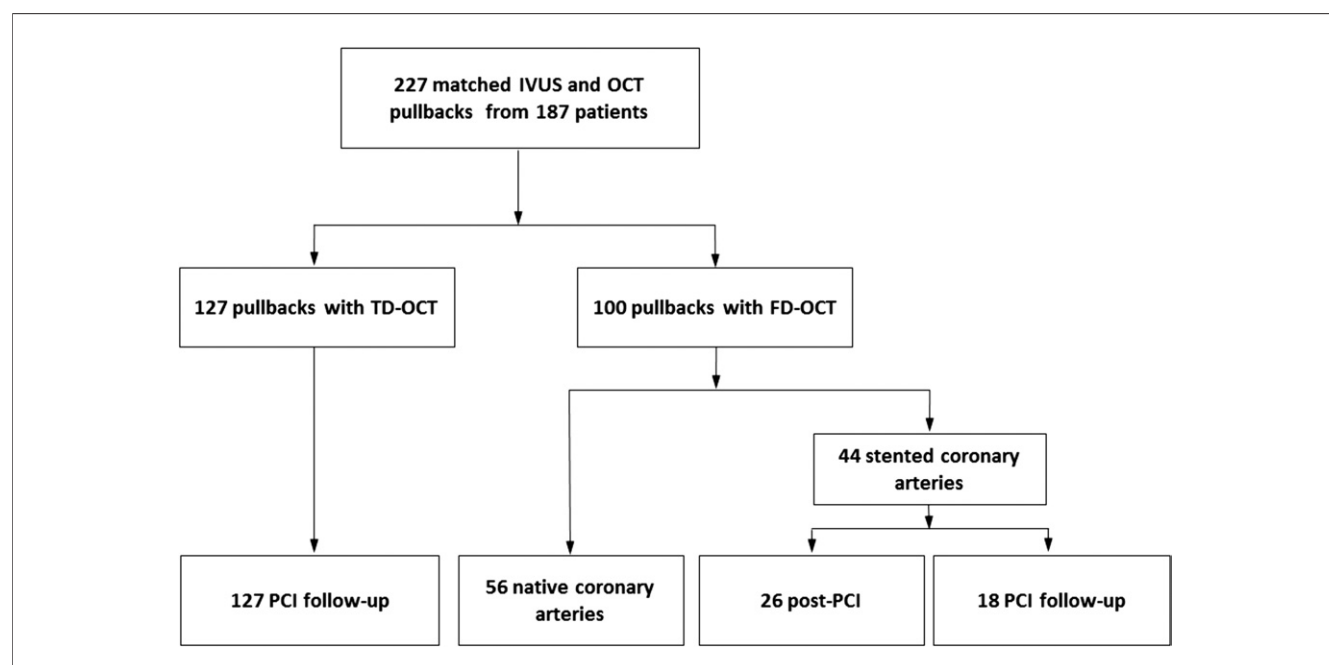 227 matched IVUS and OCT
pullbacks from 187 patients
127 pullbacks with TD-OCT
100 pullbacks with FD-OCT
44 stented coronary
arteries
127 PCI follow-up
56 native coronary
arteries
26 post-PCI
18 PCI follow-up